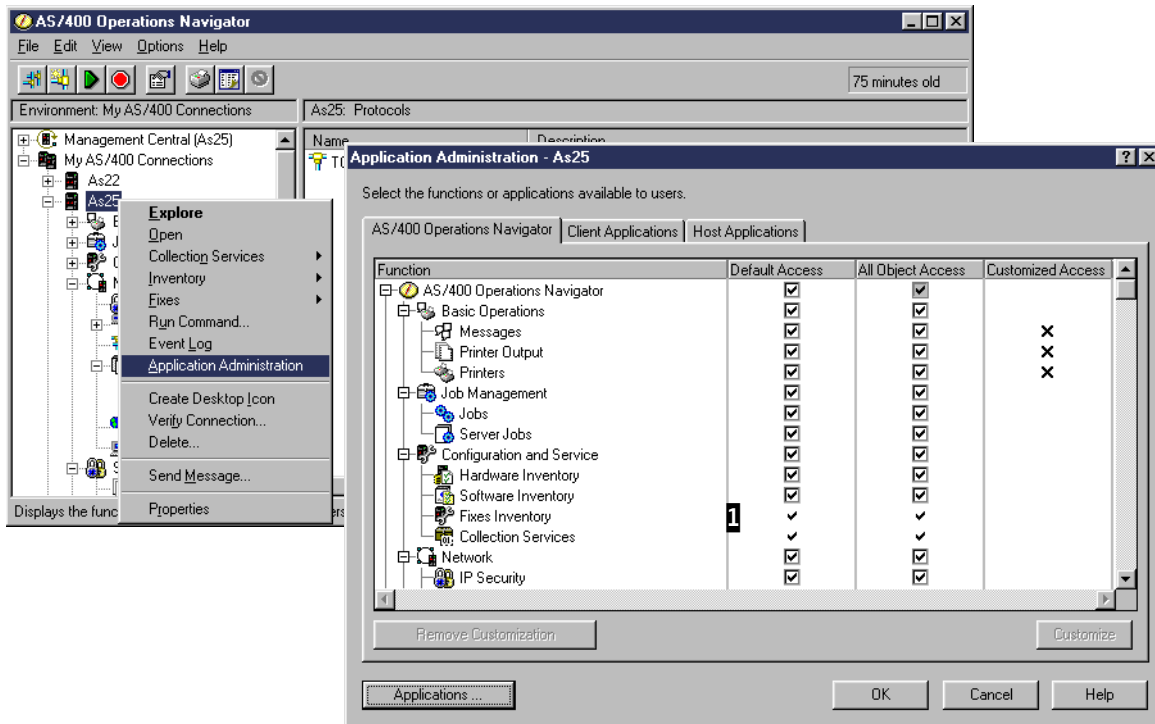 AS/400 Operations Navigator
File Edit View Options Help
75 minutes old
Environment: My AS/400 Connections
As25: Protocols
Management Central (As25)
My AS/400 Connections
As22
As25
Name
Description
Explore
Open
Collection Services
Inventory
Fixes
Run Command...
Event Log
Application Administration
Create Desktop Icon
Verify Connection...
Delete...
Send Message...
Properties
Displays the func
Application Administration - As25
Select the functions or applications available to users.
AS/400 Operations Navigator
Client Applications
Host Applications
Function Default Access All Object Access Customized Access
AS/400 Operations Navigator
Basic Operations
Messages
Printer Output
Printers
Job Management
Jobs
Server Jobs
Configuration and Service
Hardware Inventory
Software Inventory
Fixes Inventory
1
Collection Services
Network
IP Security
Remove Customization
Customize
Applications ...
OK
Cancel
Help